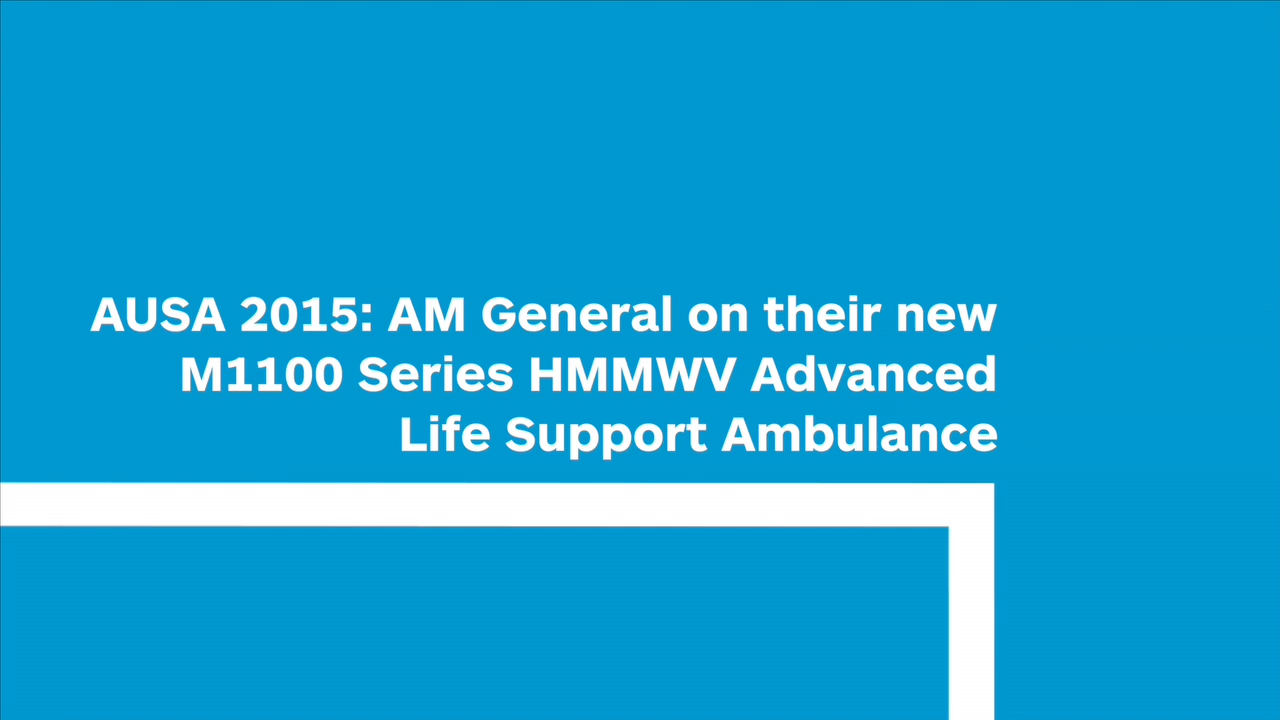 AUSA 2015: AM General on their new
M1100 Series HMMWV Advanced
Life Support Ambulance